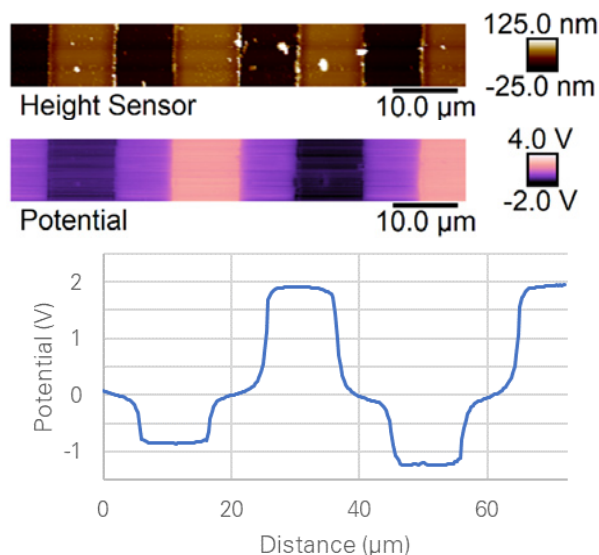 125.0 nm
-25.0 nm
Height Sensor
10.0 µm
4.0 V
-2.0 V
Potential
10.0 µm
Potential (V)
2
1
0
-1
0
20
40
60
Distance (µm)